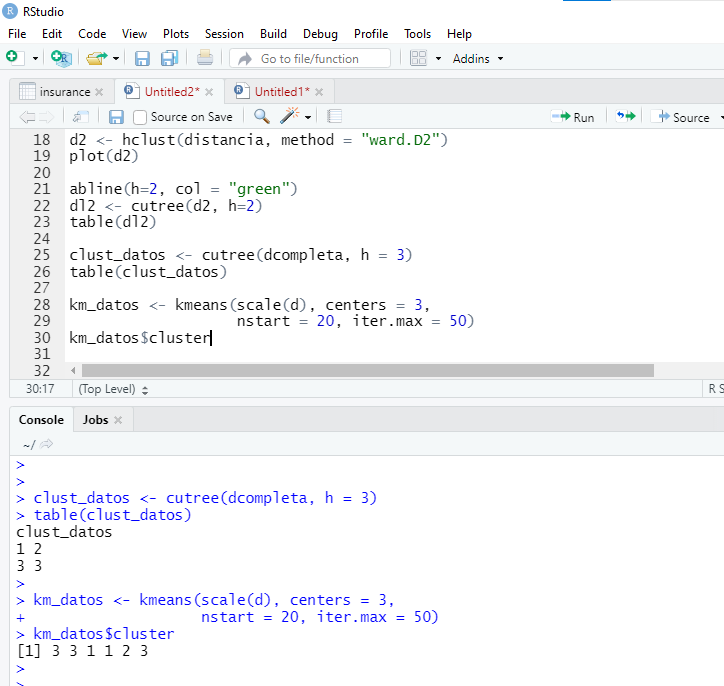 RStudio
File Edit Code View Plots Session Build Debug Profile Tools Help
Go to file/function Addins
insurance Untitled2* Untitled1*
Source on Save Run Source
18 d2 <- hclust(distancia, method = "ward.D2")
19 plot(d2)
20
21 abline(h=2, col = "green")
22 dl2 <- cutree(d2, h=2)
23 table(dl2)
24
25 clust_datos <- cutree(dcompleta, h = 3)
26 table(clust_datos)
27
28 km_datos <- kmeans(scale(d), centers = 3,
29 nstart = 20, iter.max = 50)
30 km_datos$cluster
31
32
30:17 (Top Level) R S
Console Jobs
~/
>
>
> clust_datos <- cutree(dcompleta, h = 3)
> table(clust_datos)
clust_datos
1 2
3 3
>
> km_datos <- kmeans(scale(d), centers = 3,
+ nstart = 20, iter.max = 50)
> km_datos$cluster
[1] 3 3 1 1 2 3
>
>